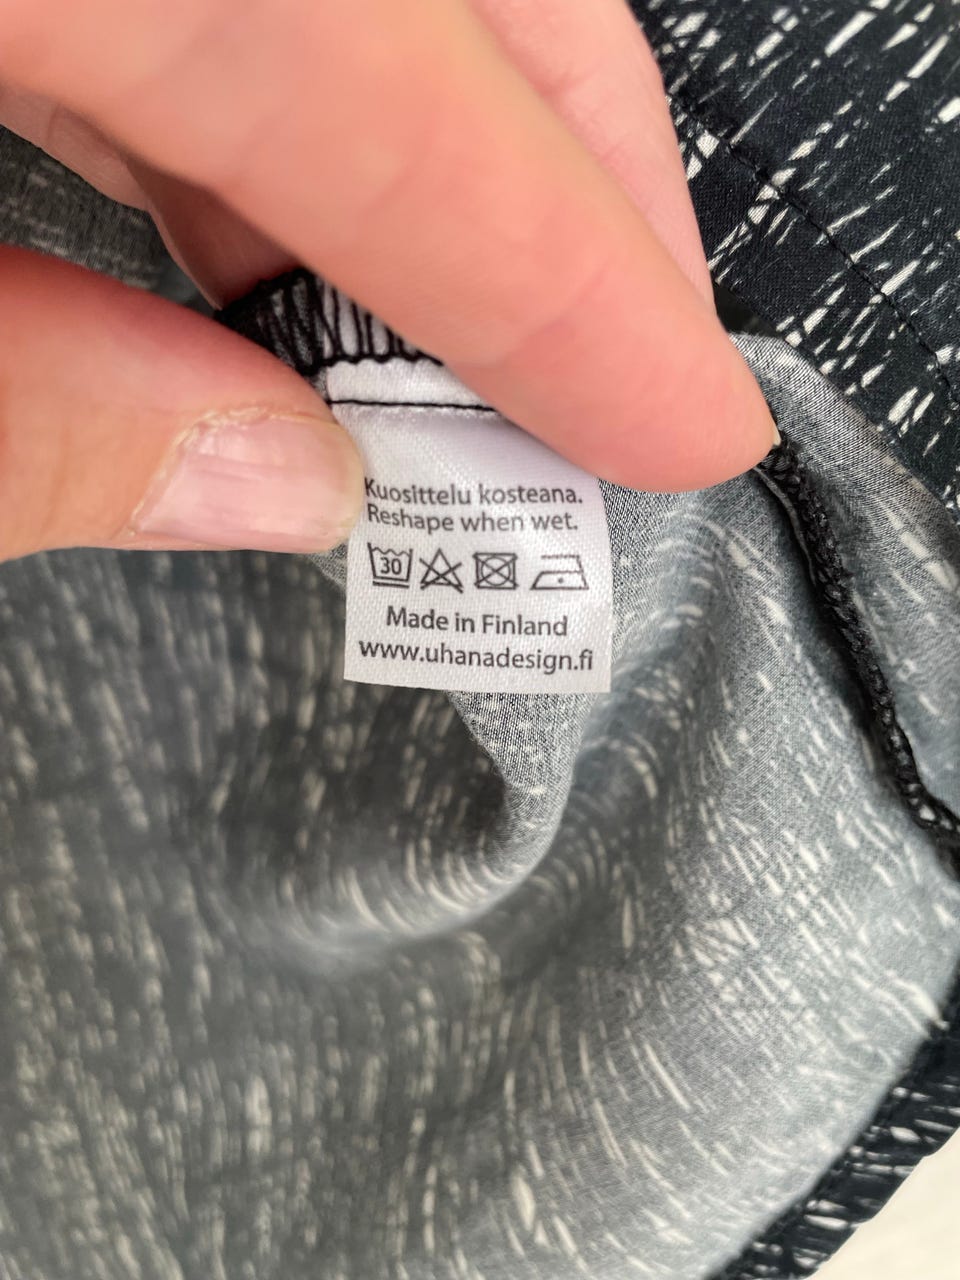 Kuosittelu kosteana.
Reshape when wet.
30
Made in Finland
www.uhanadesign.fi